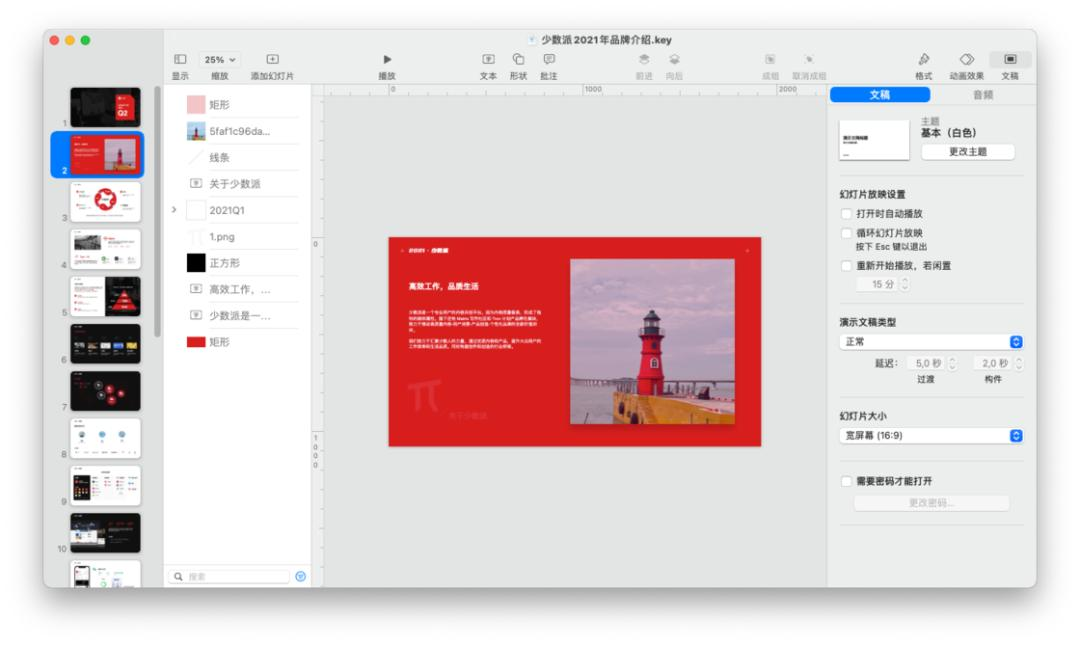 少数派2021年品牌介绍.key
25%
显示
缩放
添加幻灯片
播放
文本
形状
批注
前进
向后
成组
取消成组
格式
动画效果
文稿
1
2
3
4
5
6
7
8
9
10
Q2
矩形
5faf1c96da...
线条
关于少数派
2021Q1
1.png
正方形
高效工作，...
少数派是一...
矩形
搜索
0
1000
2000
0
1000
2021 · 少数派
高效工作，品质生活
关于少数派
文稿
音频
主题
基本（白色）
更改主题
幻灯片放映设置
打开时自动播放
循环幻灯片放映
按下 Esc 键以退出
重新开始播放，若闲置
15 分
演示文稿类型
正常
延迟：
5.0 秒
2.0 秒
过渡
构件
幻灯片大小
宽屏幕 (16:9)
需要密码才能打开
更改密码...